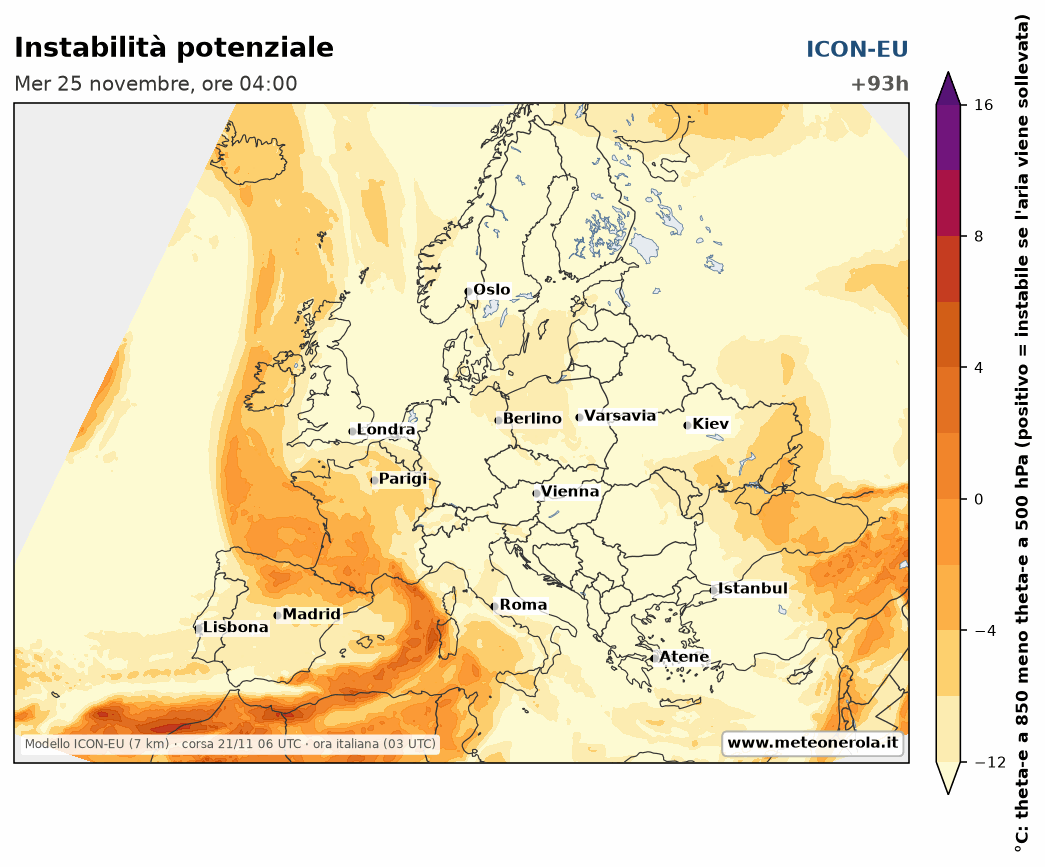 Instabilità potenziale
ICON-EU
Mer 25 novembre, ore 04:00
+93h
Oslo
Londra
Berlino
Varsavia
Kiev
Parigi
Vienna
Madrid
Lisbona
Roma
Istanbul
Atene
Modello ICON-EU (7 km) · corsa 21/11 06 UTC · ora italiana (03 UTC)
www.meteonerola.it
16
8
4
0
−4
−12
°C: theta-e a 850 meno theta-e a 500 hPa (positivo = instabile se l'aria viene sollevata)